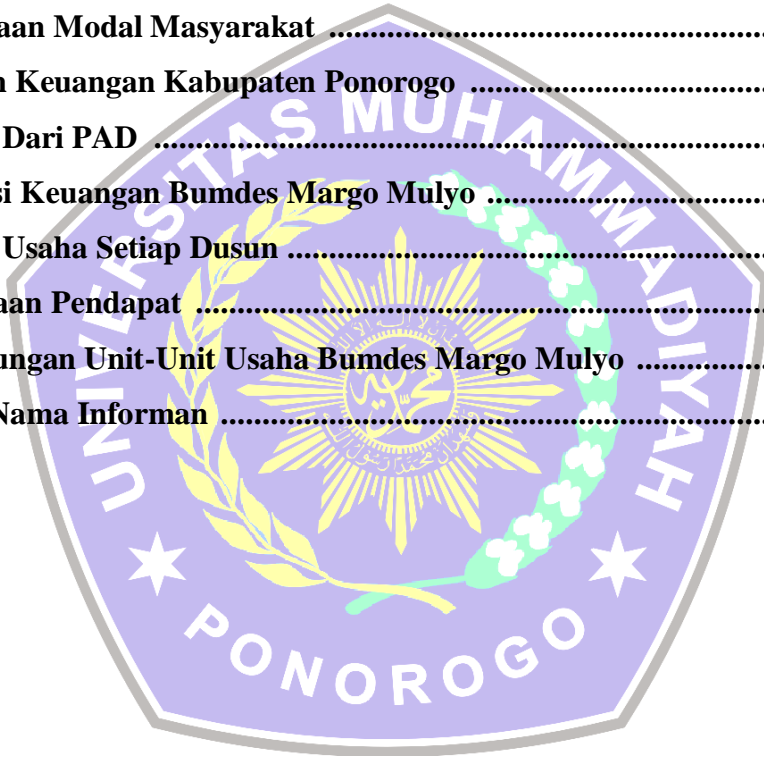 aan Modal Masyarakat ..........................................................
n Keuangan Kabupaten Ponorogo ......................................
Dari PAD ..................................................................................
si Keuangan Bumdes Margo Mulyo ...................................
Usaha Setiap Dusun ................................................................
aan Pendapat ............................................................................
ungan Unit-Unit Usaha Bumdes Margo Mulyo .................
Nama Informan .........................................................................
UNIVERSITAS MUHAMMADIYAH
PONOROGO
محمد